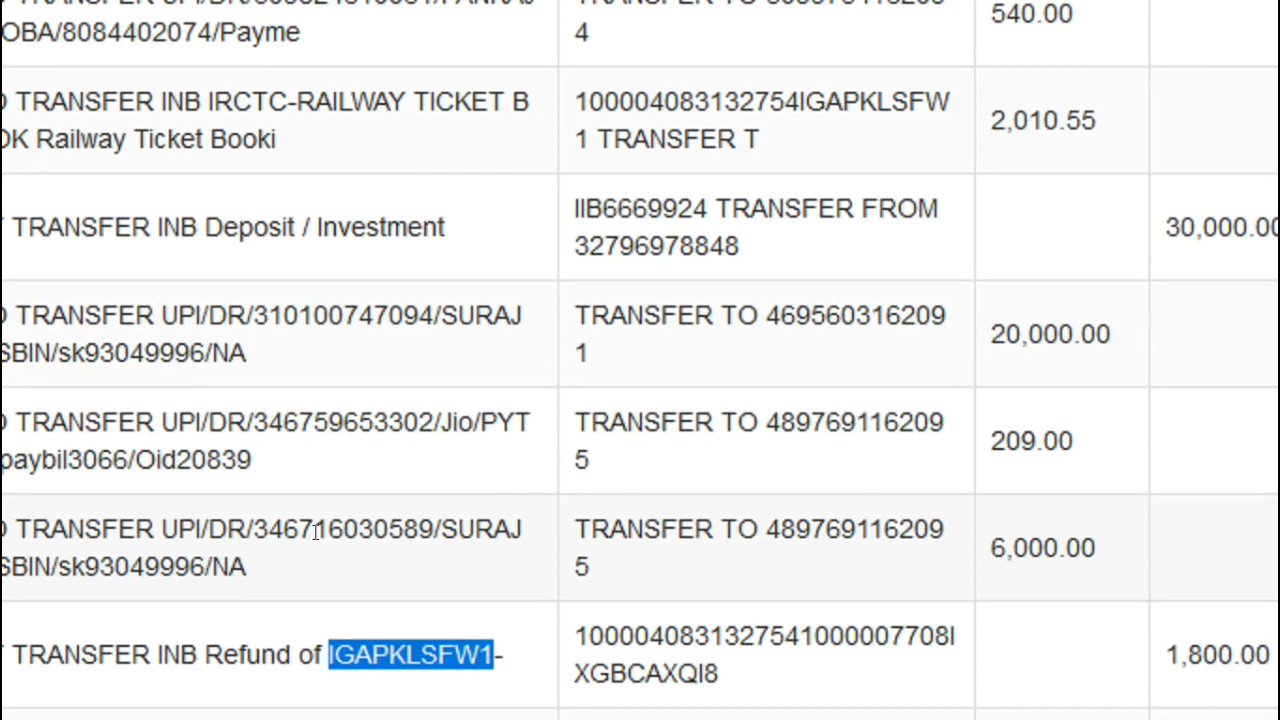 OBA/8084402074/Payme
4
540.00
TRANSFER INB IRCTC-RAILWAY TICKET B
OK Railway Ticket Booki
100004083132754IGAPKLSFW
1 TRANSFER T
2,010.55
TRANSFER INB Deposit / Investment
IIB6669924 TRANSFER FROM
32796978848
30,000.00
TRANSFER UPI/DR/310100747094/SURAJ
SBIN/sk93049996/NA
TRANSFER TO 469560316209
1
20,000.00
TRANSFER UPI/DR/346759653302/Jio/PYT
paybil3066/Oid20839
TRANSFER TO 489769116209
5
209.00
TRANSFER UPI/DR/346716030589/SURAJ
SBIN/sk93049996/NA
TRANSFER TO 489769116209
5
6,000.00
TRANSFER INB Refund of IGAPKLSFW1-
1000040831327541000007708I
XGBCAXQI8
1,800.00